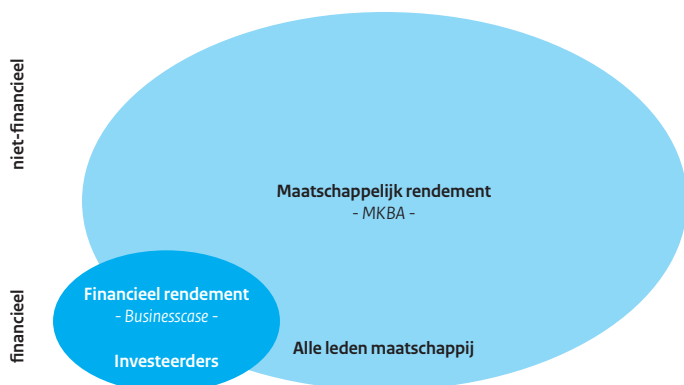 niet-financieel
Maatschappelijk rendement
- MKBA -
financieel
Financieel rendement
- Businesscase -
Investeerders
Alle leden maatschappij